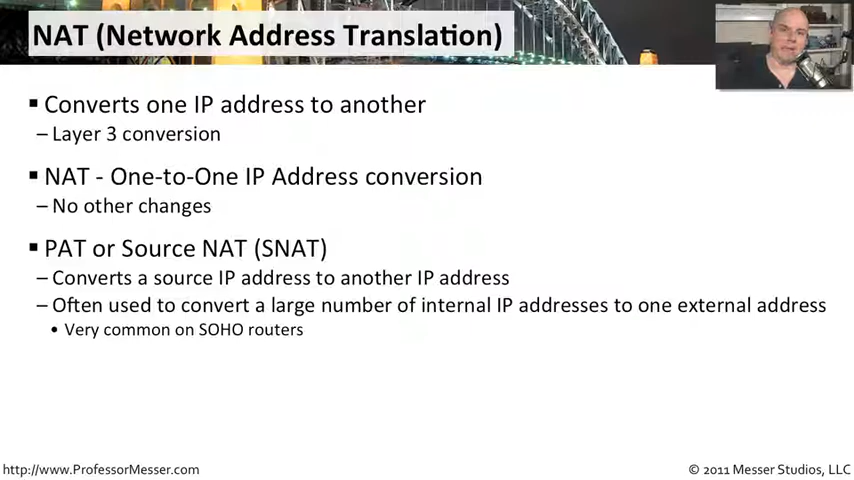 NAT (Network Address Translation)
▪ Converts one IP address to another
– Layer 3 conversion
▪ NAT - One-to-One IP Address conversion
– No other changes
▪ PAT or Source NAT (SNAT)
– Converts a source IP address to another IP address
– Often used to convert a large number of internal IP addresses to one external address
• Very common on SOHO routers
http://www.ProfessorMesser.com
© 2011 Messer Studios, LLC